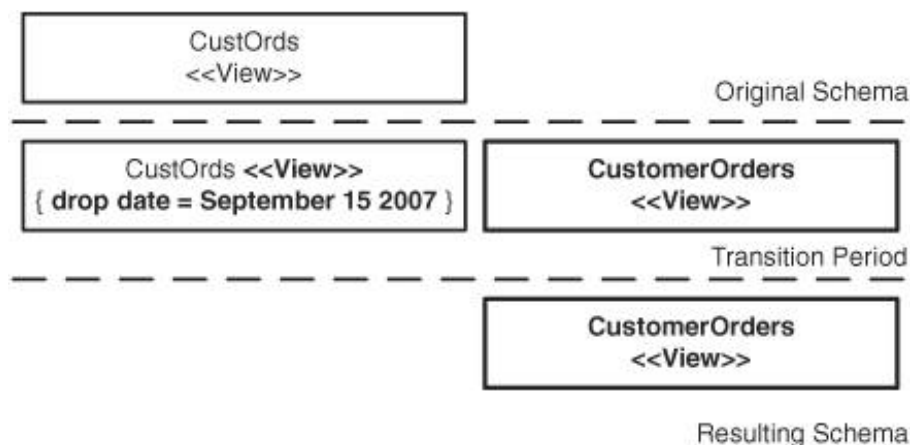 CustOrds
<<View>>
Original Schema
CustOrds <<View>>
{ drop date = September 15 2007 }
CustomerOrders
<<View>>
Transition Period
CustomerOrders
<<View>>
Resulting Schema